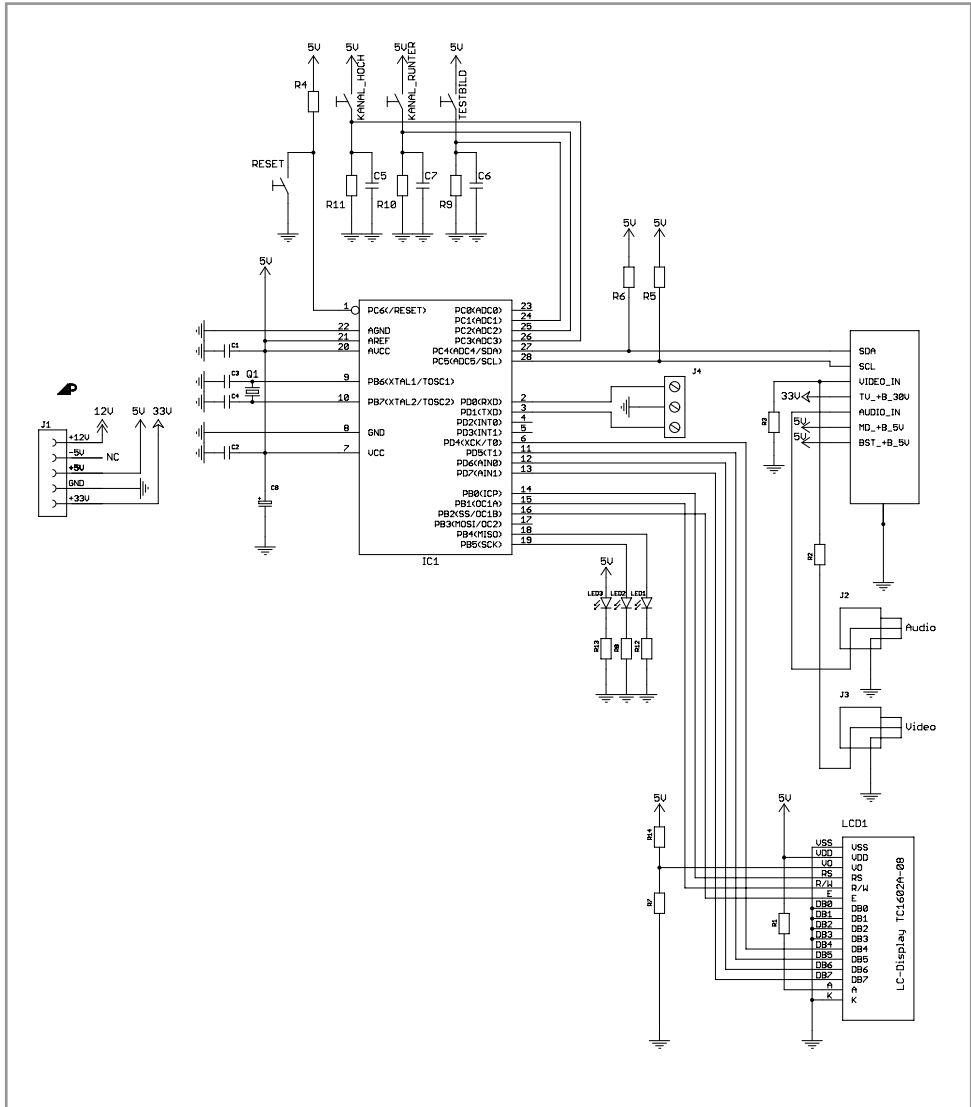 5V
5V
5V
5V
R4
KANAL_HOCH
KANAL_RUNTER
TESTBILD
RESET
R11
C5
R10
C7
R9
C6
5V
1 PC6(/RESET)
22 AGND
21 AREF
20 AVCC
9 PB6(XTAL1/TOSC1)
10 PB7(XTAL2/TOSC2)
8 GND
7 VCC
C1
C3
Q1
C4
C2
C8
PC0(ADC0) 23
PC1(ADC1) 24
PC2(ADC2) 25
PC3(ADC3) 26
PC4(ADC4/SDA) 27
PC5(ADC5/SCL) 28
PD0(RXD) 2
PD1(TXD) 3
PD2(INT0) 4
PD3(INT1) 5
PD4(XCK/T0) 6
PD5(T1) 11
PD6(AIN0) 12
PD7(AIN1) 13
PB0(ICP) 14
PB1(OC1A) 15
PB2(SS/OC1B) 16
PB3(MOSI/OC2) 17
PB4(MISO) 18
PB5(SCK) 19
IC1
J1
12V
5V
33V
+12V
-5V
NC
+5V
GND
+33V
5V
5V
R6
R5
J4
SDA
SCL
VIDEO_IN
TV_+B_30V
AUDIO_IN
MD_+B_5V
BST_+B_5V
33V
5V
5V
R3
R2
5V
LED3
LED2
LED1
R13
R8
R12
J2
Audio
J3
Video
5V
R14
R7
5V
R1
LCD1
VSS VSS
VDD VDD
VO VO
RS RS
R/W R/W
E E
DB0 DB0
DB1 DB1
DB2 DB2
DB3 DB3
DB4 DB4
DB5 DB5
DB6 DB6
DB7 DB7
A A
K K
LC-Display TC1602A-08